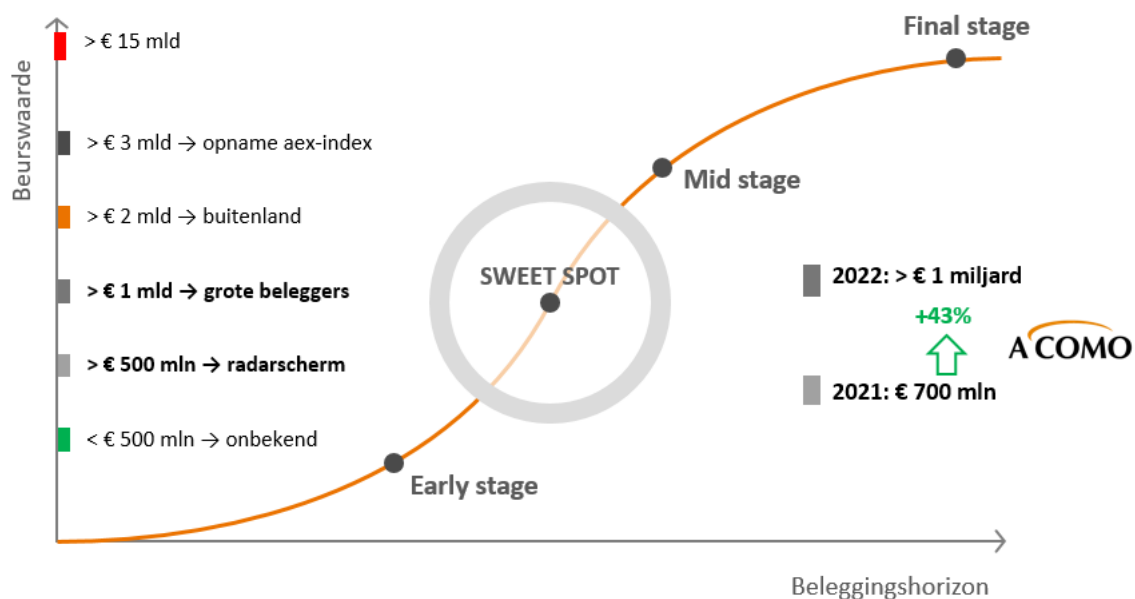 Final stage
> € 15 mld
Beurswaarde
> € 3 mld → opname aex-index
Mid stage
> € 2 mld → buitenland
SWEET SPOT
2022: > € 1 miljard
> € 1 mld → grote beleggers
+43%
ACOMO
> € 500 mln → radarscherm
2021: € 700 mln
< € 500 mln → onbekend
Early stage
Beleggingshorizon